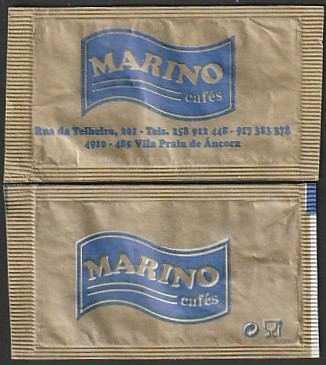 MARINO
cafés
Rua da Telheira, 201 - Tels. 258 912 448 - 917 383 378
4910 - 485 Vila Praia de Âncora
MARINO
cafés